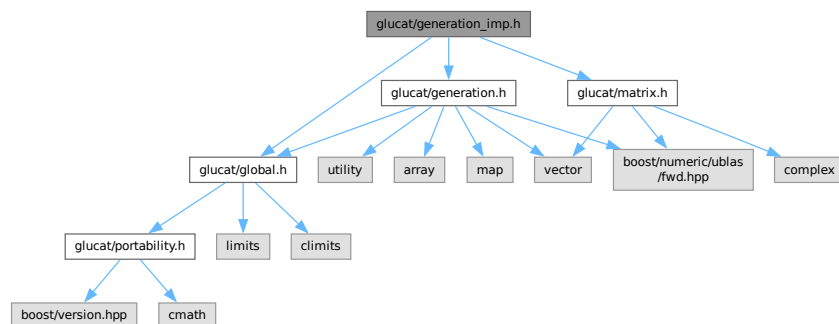 glucat/generation_imp.h
glucat/generation.h
glucat/matrix.h
glucat/global.h
utility
array
map
vector
boost/numeric/ublas
/fwd.hpp
complex
glucat/portability.h
limits
climits
boost/version.hpp
cmath